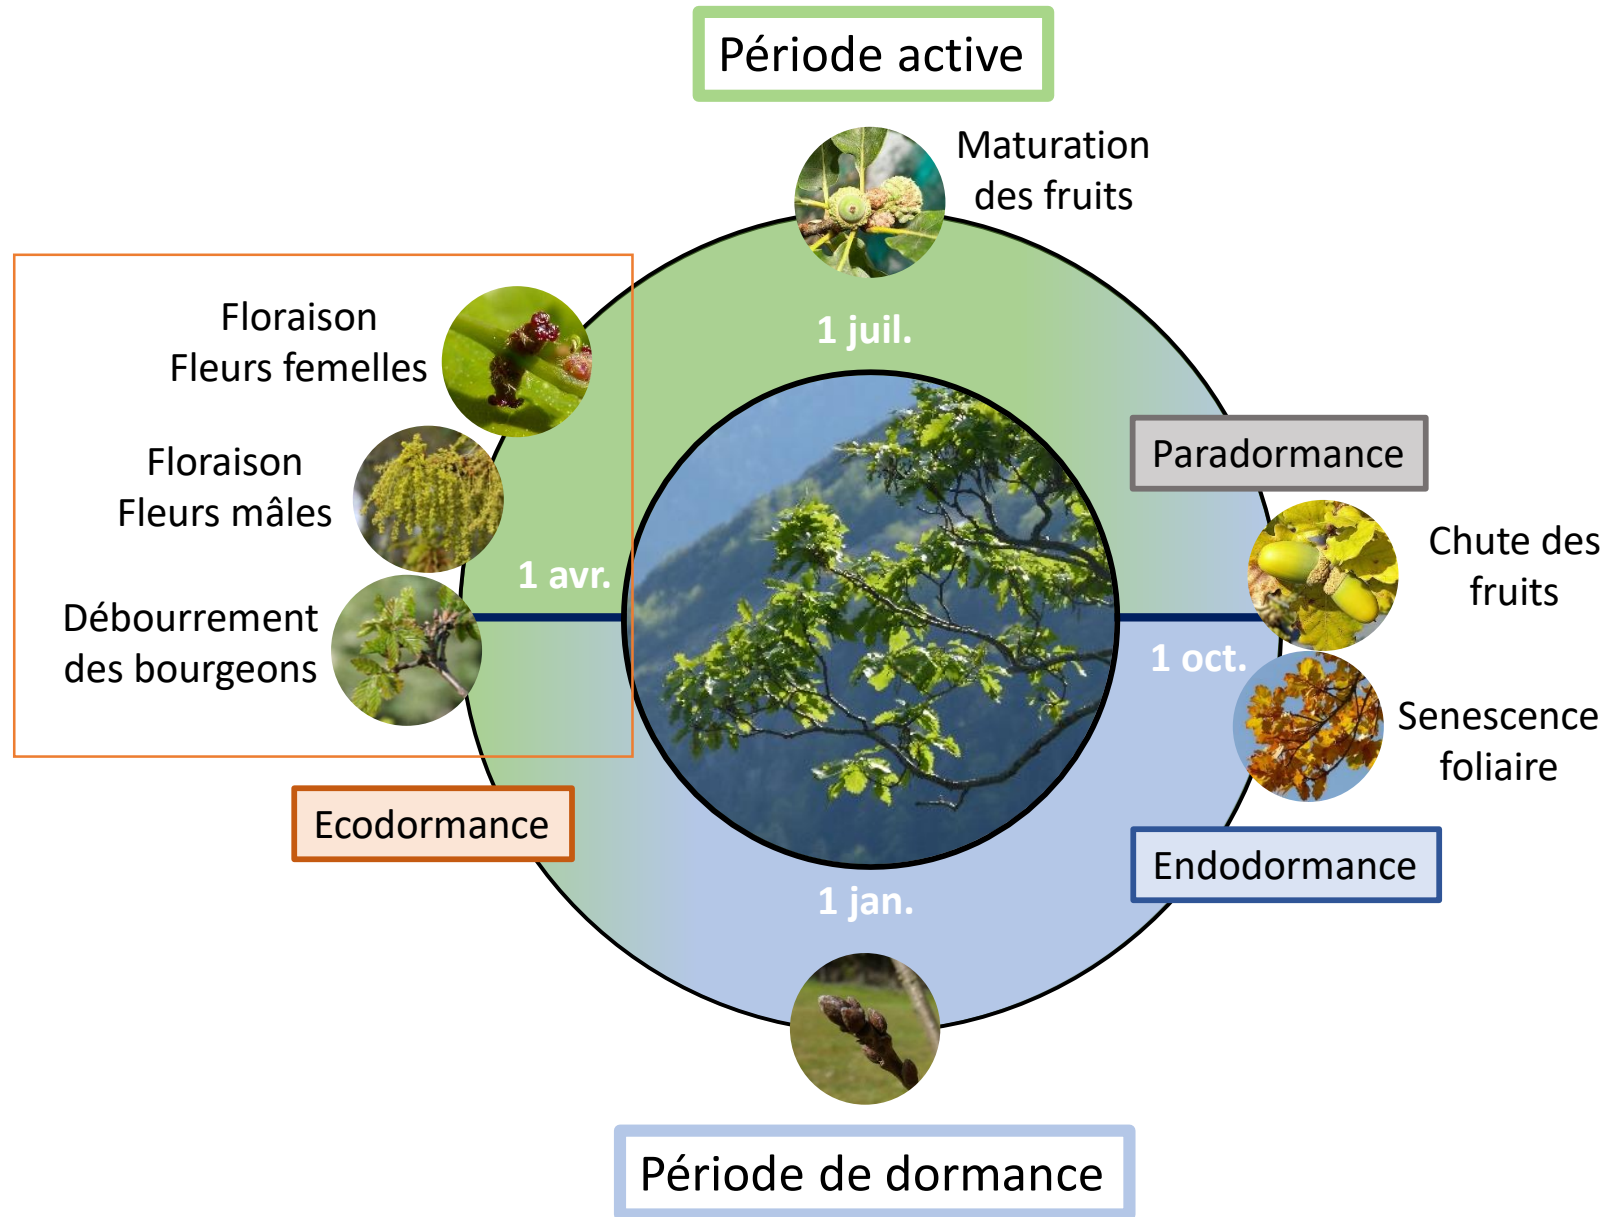 Période active
Maturation
des fruits
Floraison
Fleurs femelles
1 juil.
Paradormance
Floraison
Fleurs mâles
Chute des
fruits
1 avr.
Débourrement
des bourgeons
1 oct.
Senescence
foliaire
Ecodormance
Endodormance
1 jan.
Période de dormance